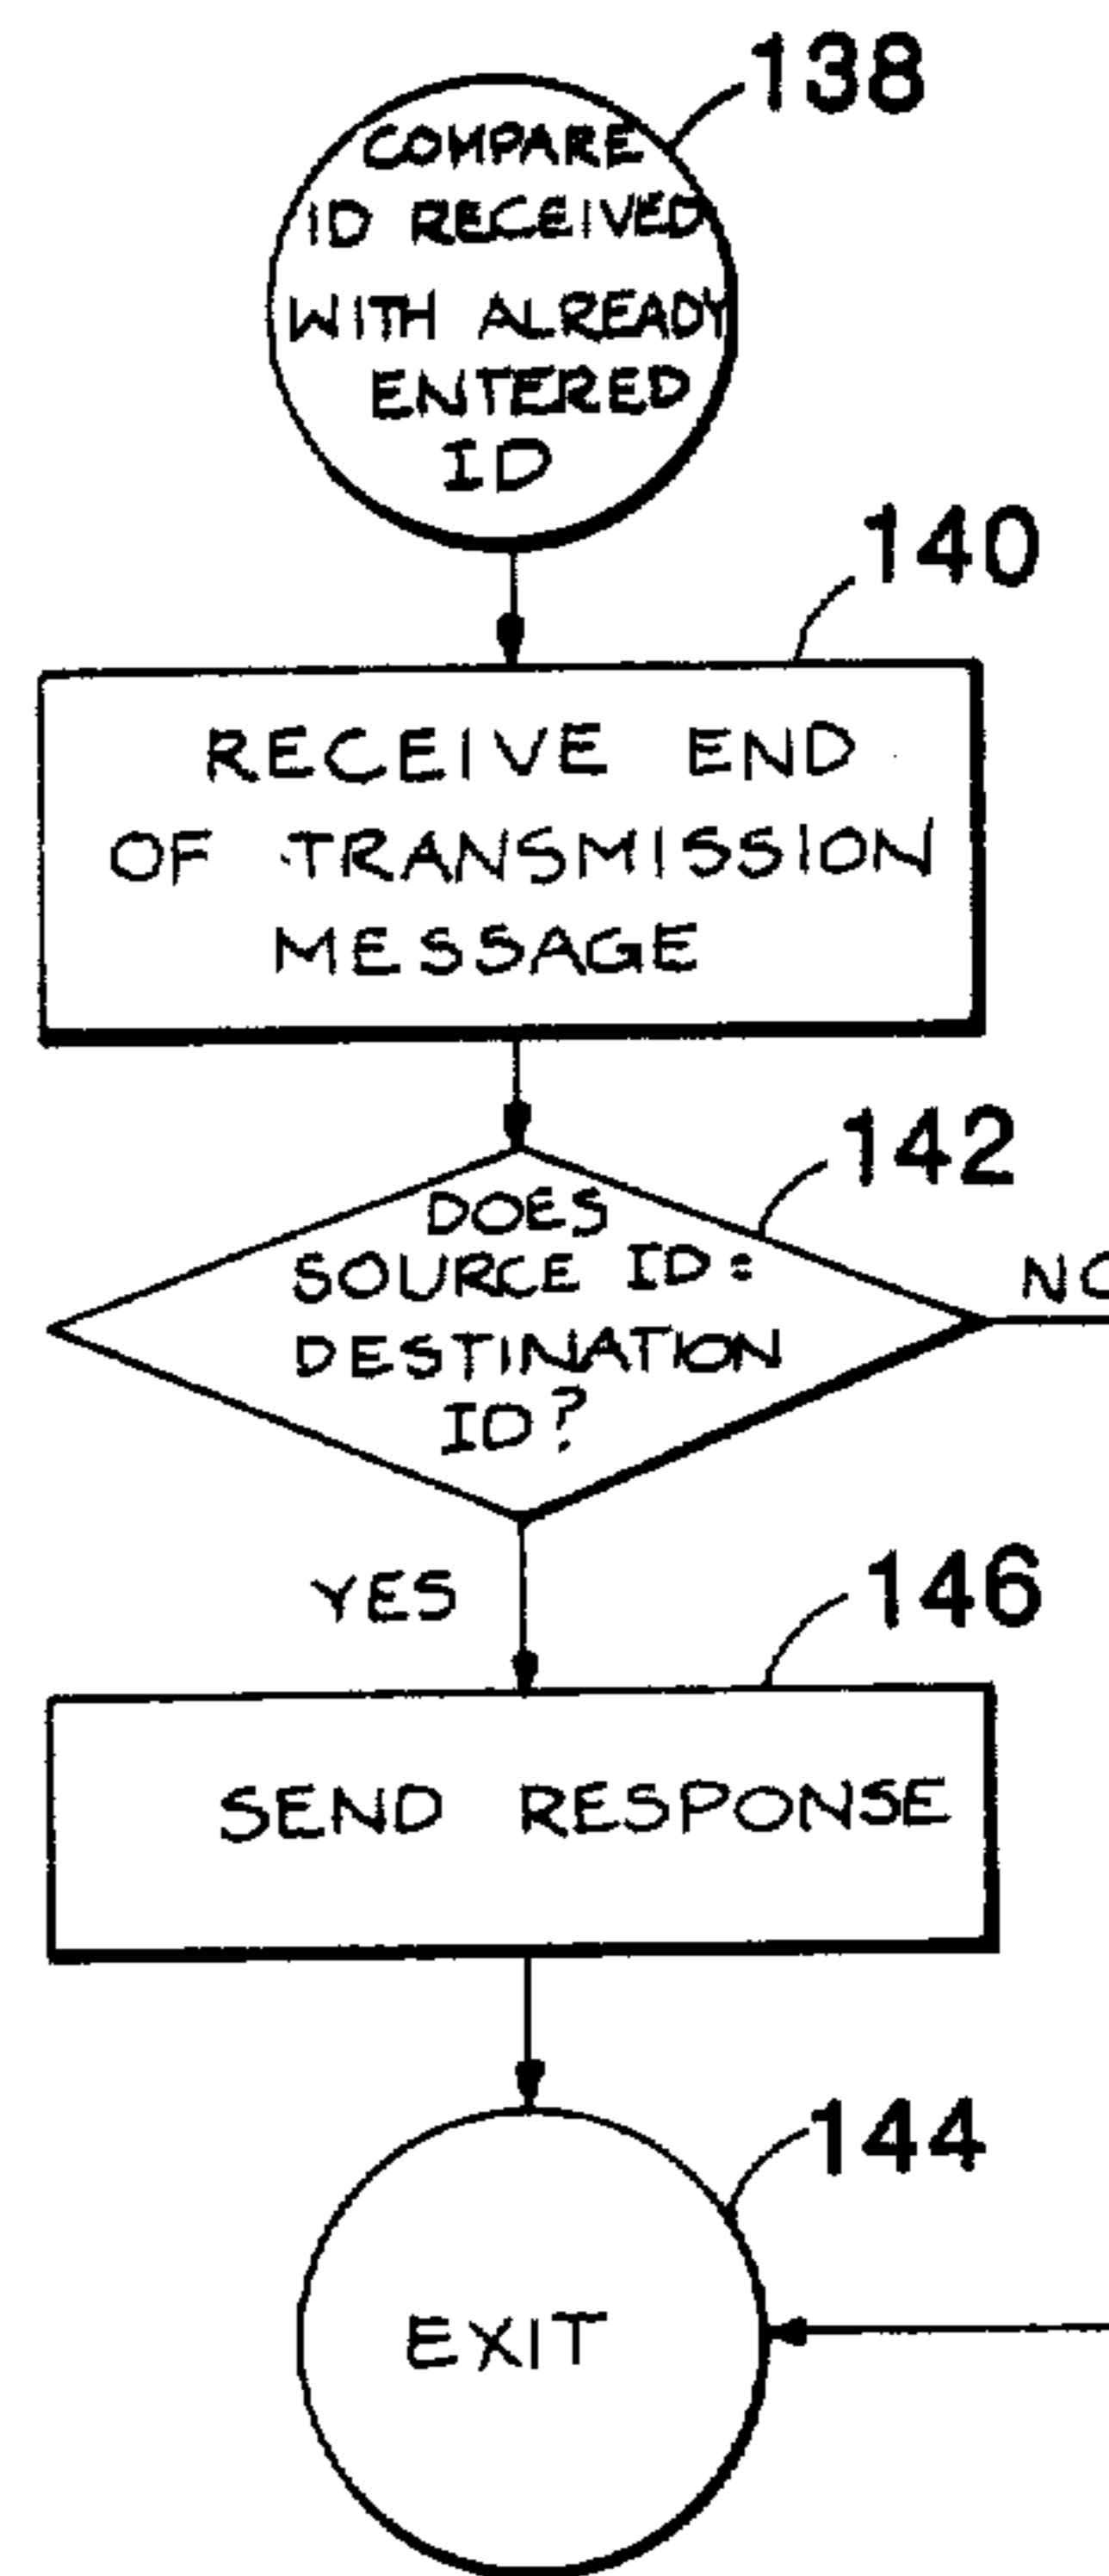 138
COMPARE
ID RECEIVED
WITH ALREADY
ENTERED
ID
140
RECEIVE END
OF TRANSMISSION
MESSAGE
142
DOES
SOURCE ID =
DESTINATION
ID?
NO
YES
146
SEND RESPONSE
144
EXIT